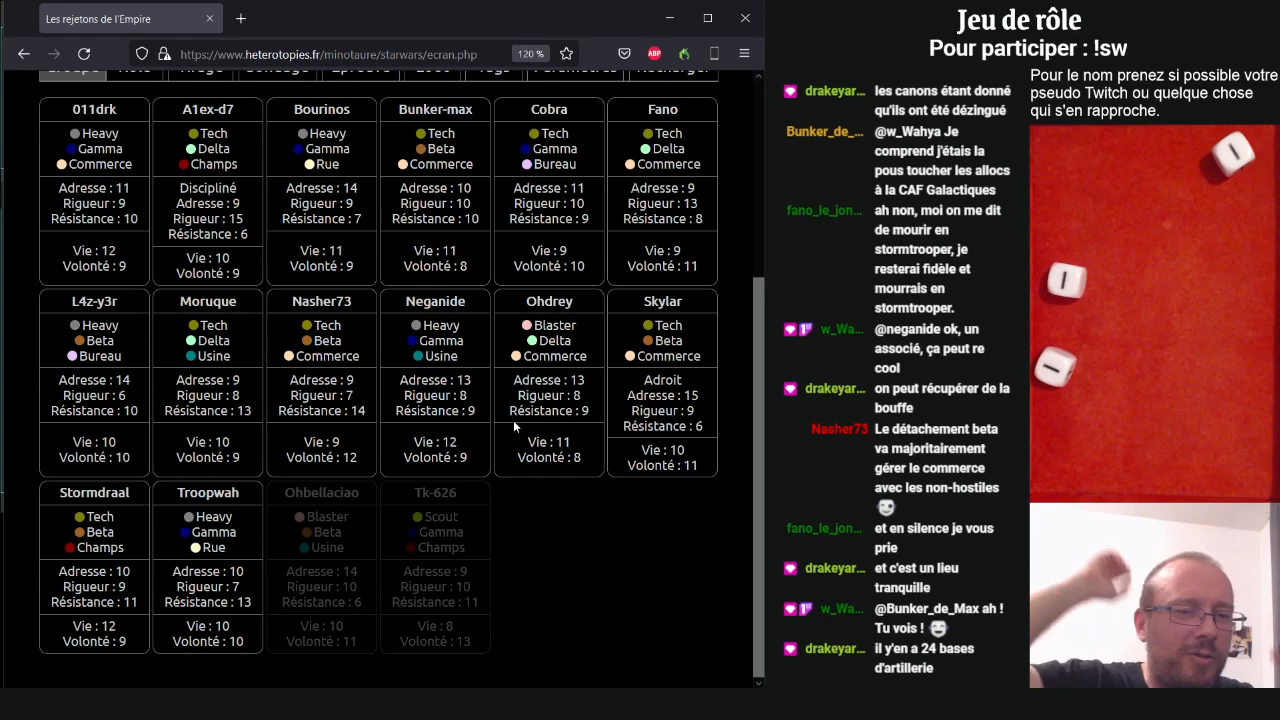 Les rejetons de l'Empire
https://www.heterotopies.fr/minotaure/starwars/ecran.php
120 %
ABP
011drk
Heavy
Gamma
Commerce
Adresse : 11
Rigueur : 9
Résistance : 10
Vie : 12
Volonté : 9
A1ex-d7
Tech
Delta
Champs
Discipliné
Adresse : 9
Rigueur : 15
Résistance : 6
Vie : 10
Volonté : 9
Bourinos
Heavy
Gamma
Rue
Adresse : 14
Rigueur : 9
Résistance : 7
Vie : 11
Volonté : 9
Bunker-max
Tech
Beta
Commerce
Adresse : 10
Rigueur : 10
Résistance : 10
Vie : 11
Volonté : 8
Cobra
Tech
Gamma
Bureau
Adresse : 11
Rigueur : 10
Résistance : 9
Vie : 9
Volonté : 10
Fano
Tech
Delta
Commerce
Adresse : 9
Rigueur : 13
Résistance : 8
Vie : 9
Volonté : 11
L4z-y3r
Heavy
Beta
Bureau
Adresse : 14
Rigueur : 6
Résistance : 10
Vie : 10
Volonté : 10
Moruque
Tech
Delta
Usine
Adresse : 9
Rigueur : 8
Résistance : 13
Vie : 10
Volonté : 9
Nasher73
Tech
Beta
Commerce
Adresse : 9
Rigueur : 7
Résistance : 14
Vie : 9
Volonté : 12
Neganide
Heavy
Gamma
Usine
Adresse : 13
Rigueur : 8
Résistance : 9
Vie : 12
Volonté : 9
Ohdrey
Blaster
Delta
Commerce
Adresse : 13
Rigueur : 8
Résistance : 9
Vie : 11
Volonté : 8
Skylar
Tech
Beta
Commerce
Adroit
Adresse : 15
Rigueur : 9
Résistance : 6
Vie : 10
Volonté : 11
Stormdraal
Tech
Beta
Champs
Adresse : 10
Rigueur : 9
Résistance : 11
Vie : 12
Volonté : 9
Troopwah
Heavy
Gamma
Rue
Adresse : 10
Rigueur : 7
Résistance : 13
Vie : 10
Volonté : 10
Ohbellaciao
Blaster
Beta
Usine
Adresse : 14
Rigueur : 10
Résistance : 6
Vie : 10
Volonté : 11
Tk-626
Scout
Gamma
Champs
Adresse : 9
Rigueur : 10
Résistance : 9
Vie : 8
Volonté : 13
Jeu de rôle
Pour participer : !sw
drakeyar... les canons étant donné
qu'ils ont été dézingué
Bunker_de_... @w_Wahya Je
comprend j'étais la
pous toucher les allocs
à la CAF Galactiques
fano_le_jon... ah non, moi on me dit
de mourir en
stormtrooper, je
resterai fidèle et
mourrais en
stormtrooper.
w_Wa... @neganide ok, un
associé, ça peut re
cool
drakeyar... on peut récupérer de la
bouffe
Nasher73 Le détachement beta
va majoritairement
gérer le commerce
avec les non-hostiles
fano_le_jon... et en silence je vous
prie
drakeyar... et c'est un lieu
tranquille
w_Wa... @Bunker_de_Max ah !
Tu vois !
drakeyar... il y'en a 24 bases
d'artillerie
Pour le nom prenez si possible votre
pseudo Twitch ou quelque chose
qui s'en rapproche.